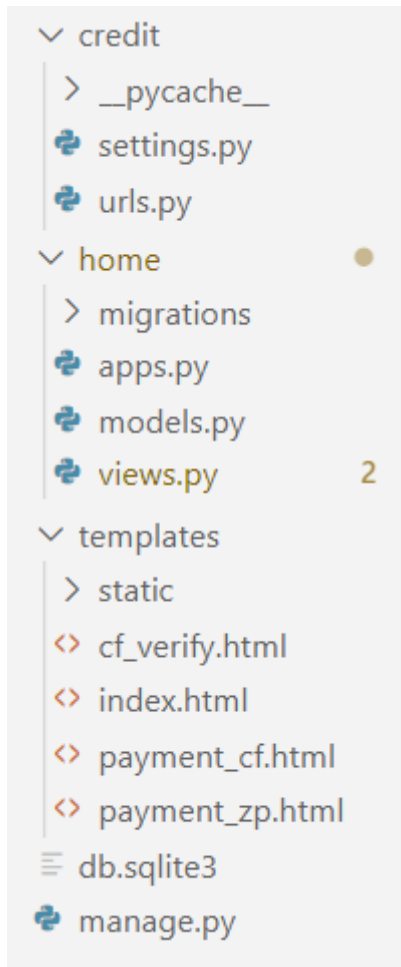 credit
__pycache__
settings.py
urls.py
home
migrations
apps.py
models.py
views.py 2
templates
static
cf_verify.html
index.html
payment_cf.html
payment_zp.html
db.sqlite3
manage.py